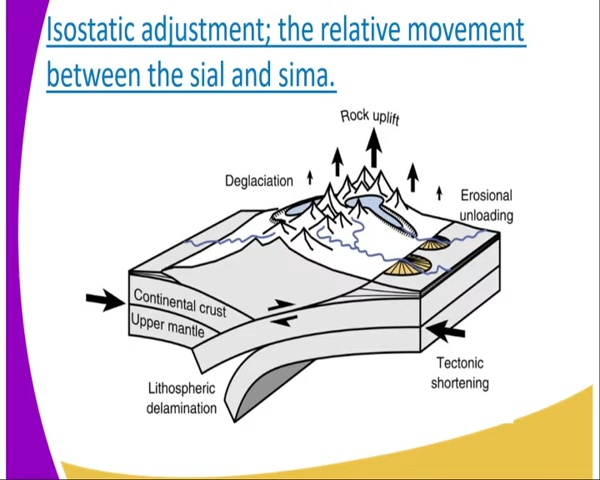 Isostatic adjustment; the relative movement
between the sial and sima.
Rock uplift
Deglaciation
Erosional
unloading
Continental crust
Upper mantle
Tectonic
shortening
Lithospheric
delamination